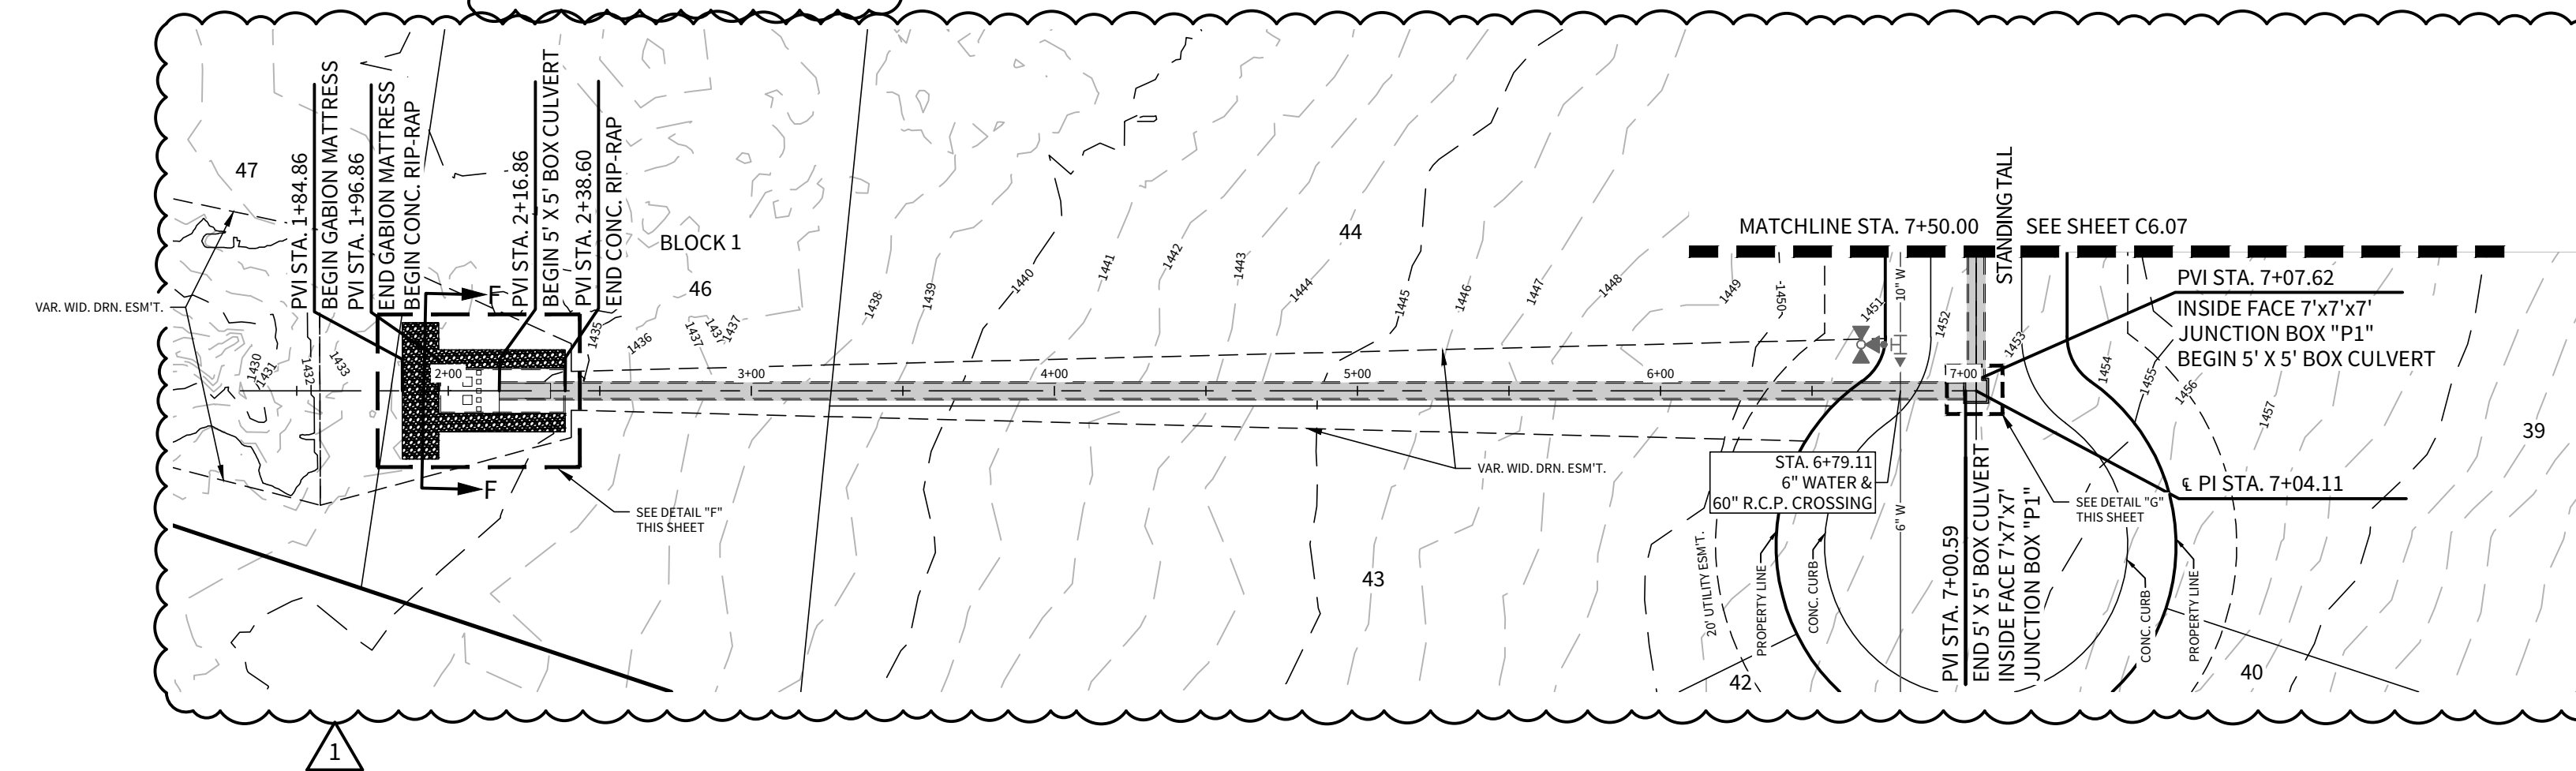 47
PVI STA. 1+84.86
BEGIN GABION MATTRESS
PVI STA. 1+96.86
END GABION MATTRESS
BEGIN CONC. RIP-RAP
PVI STA. 2+16.86
BEGIN 5' X 5' BOX CULVERT
PVI STA. 2+38.60
END CONC. RIP-RAP
BLOCK 1
46
44
MATCHLINE STA. 7+50.00
STANDING TALL
SEE SHEET C6.07
VAR. WID. DRN. ESM'T.
F
F
1430
1431
1432
1433
1435
1436
1437
1437
1437
1438
1439
1440
1441
1442
1443
1444
1445
1446
1447
1448
1449
1450
1451
10" W
1452
1453
1454
1455
1456
1457
2+00
3+00
4+00
5+00
6+00
7+00
PVI STA. 7+07.62
INSIDE FACE 7'x7'x7'
JUNCTION BOX "P1"
BEGIN 5' X 5' BOX CULVERT
39
VAR. WID. DRN. ESM'T.
STA. 6+79.11
6" WATER &
60" R.C.P. CROSSING
6" W
℄ PI STA. 7+04.11
SEE DETAIL "F"
THIS SHEET
SEE DETAIL "G"
THIS SHEET
43
20' UTILITY ESM'T.
PROPERTY LINE
CONC. CURB
PVI STA. 7+00.59
END 5' X 5' BOX CULVERT
INSIDE FACE 7'x7'x7'
JUNCTION BOX "P1"
CONC. CURB
PROPERTY LINE
42
40
1